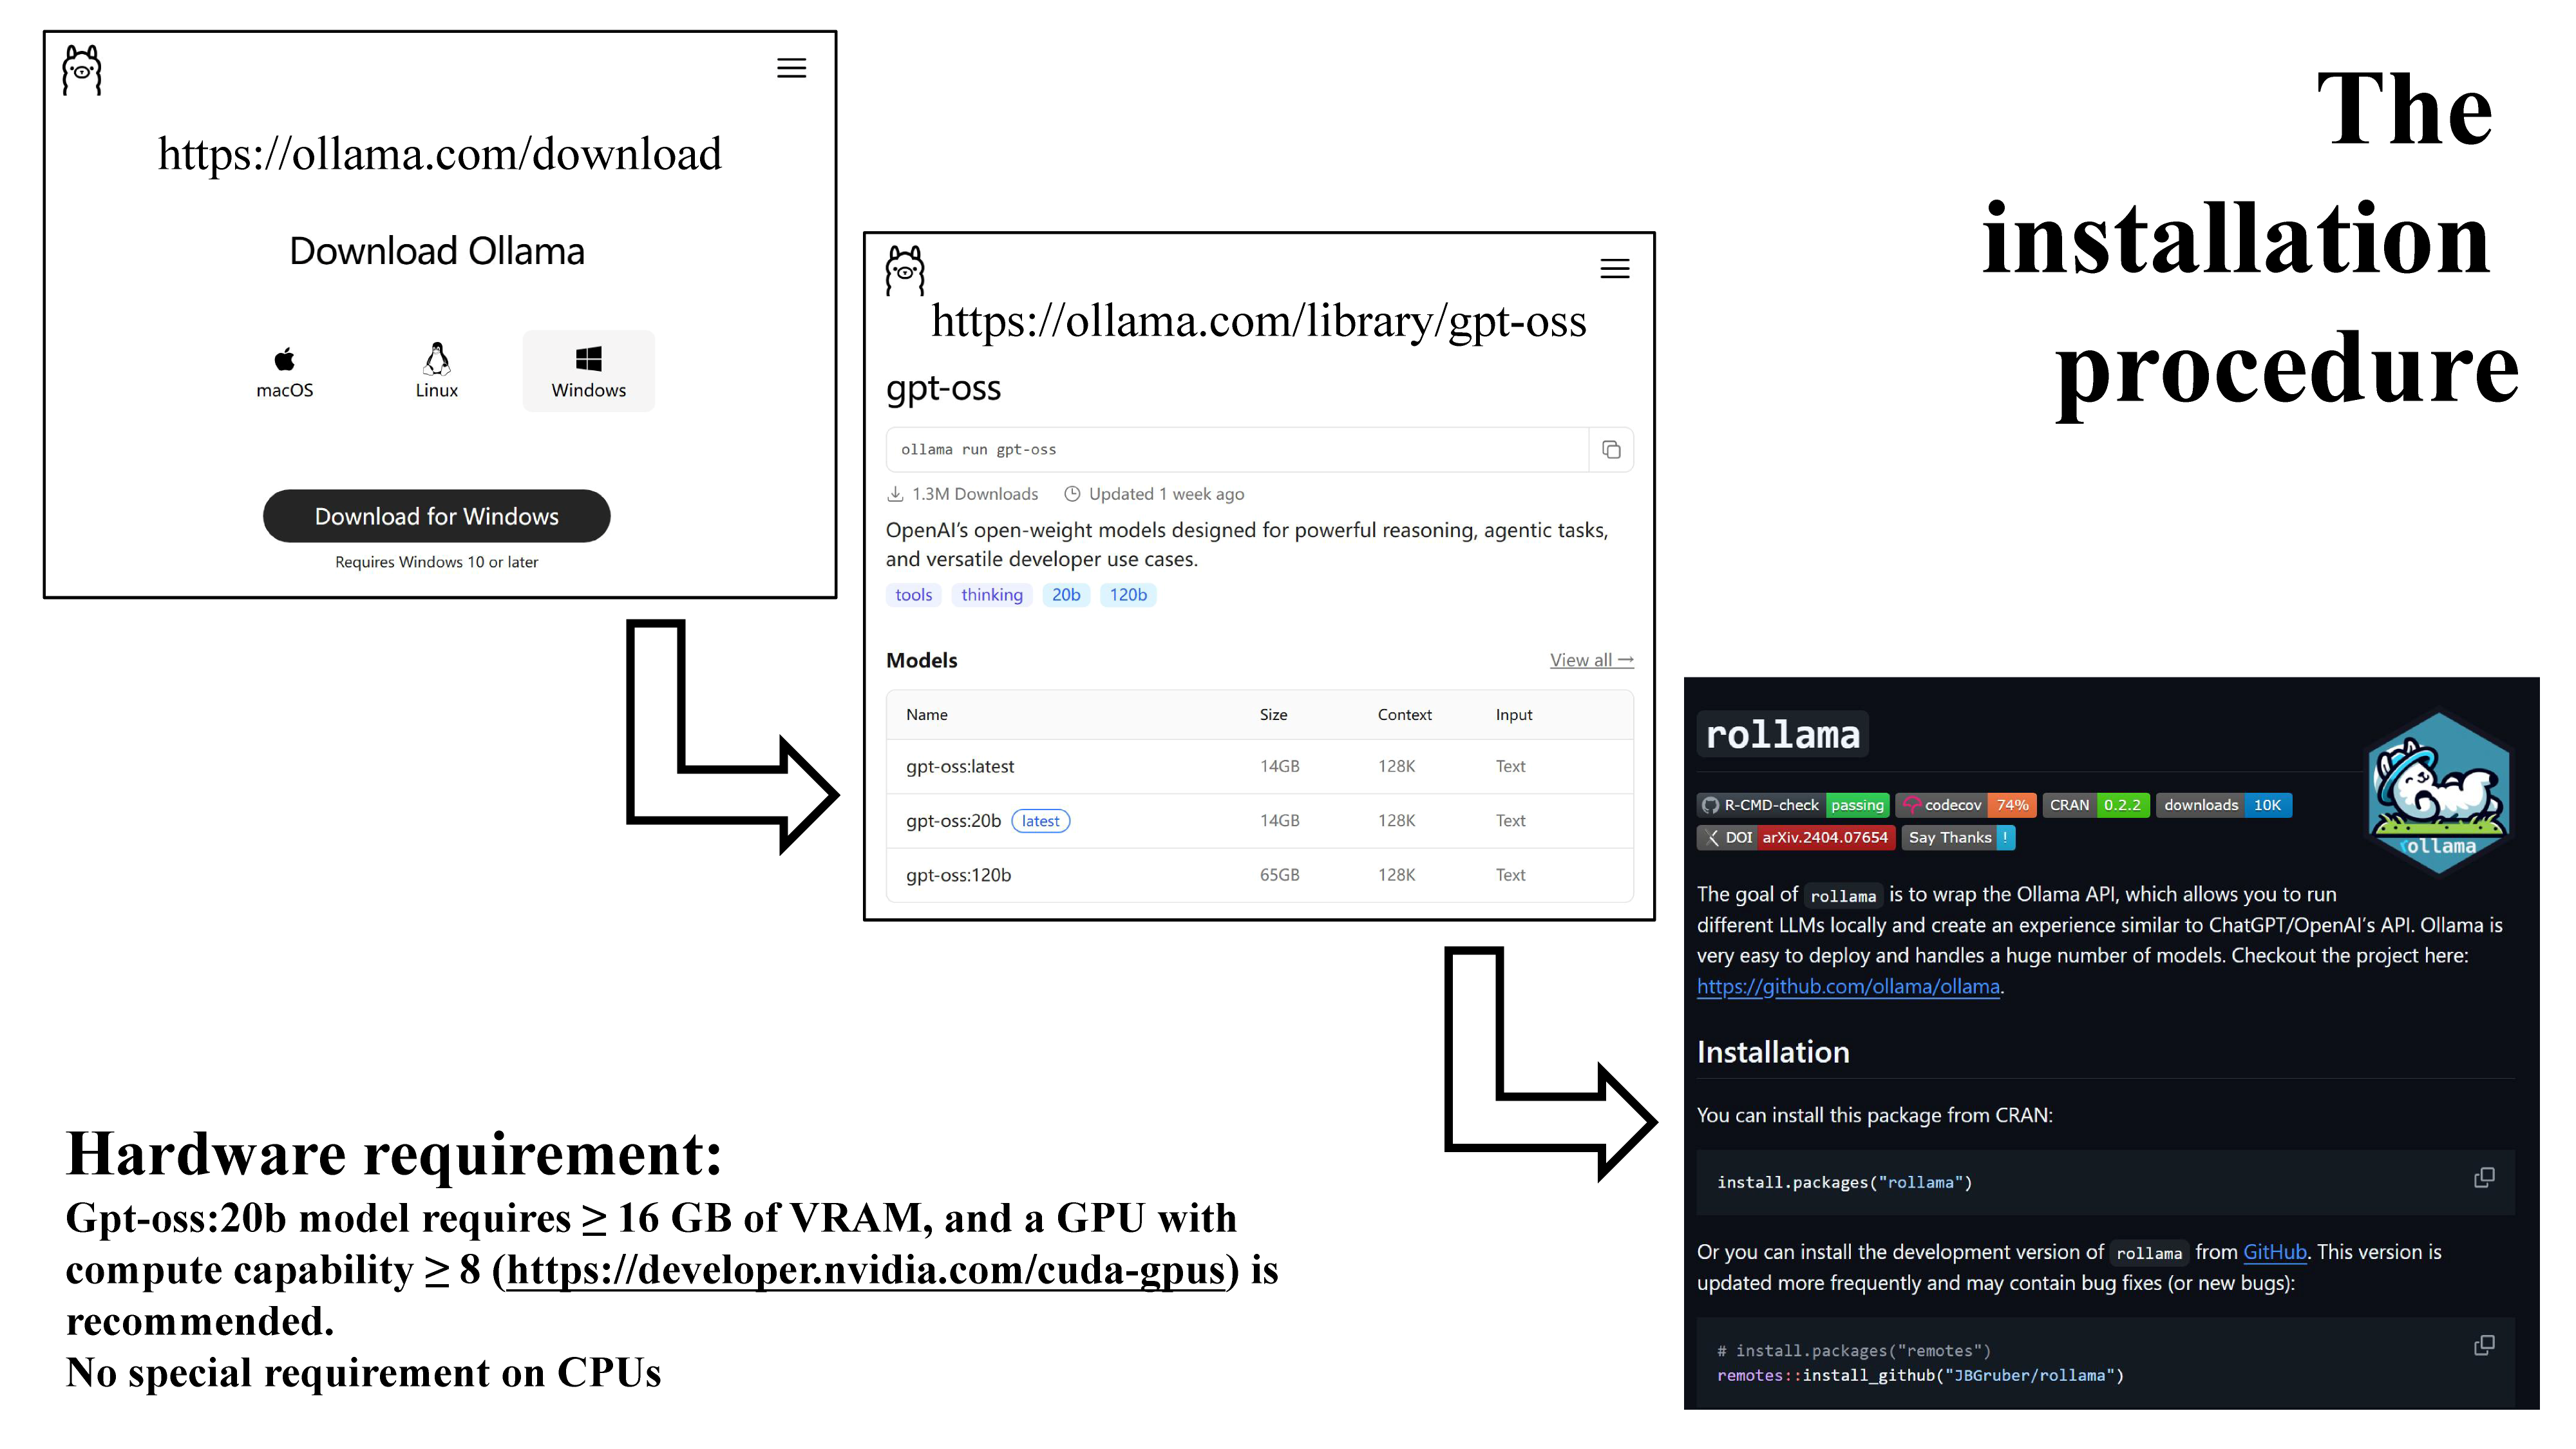 The
installation
procedure
https://ollama.com/download
Download Ollama
macOS
Linux
Windows
Download for Windows
Requires Windows 10 or later
https://ollama.com/library/gpt-oss
gpt-oss
ollama run gpt-oss
1.3M Downloads Updated 1 week ago
OpenAI's open-weight models designed for powerful reasoning, agentic tasks,
and versatile developer use cases.
tools thinking 20b 120b
Models View all →
Name Size Context Input
gpt-oss:latest 14GB 128K Text
gpt-oss:20b latest 14GB 128K Text
gpt-oss:120b 65GB 128K Text
rollama
R-CMD-check passing codecov 74% CRAN 0.2.2 downloads 10K
DOI arXiv.2404.07654 Say Thanks !
rollama
The goal of rollama is to wrap the Ollama API, which allows you to run
different LLMs locally and create an experience similar to ChatGPT/OpenAI's API. Ollama is
very easy to deploy and handles a huge number of models. Checkout the project here:
https://github.com/ollama/ollama.
Installation
You can install this package from CRAN:
install.packages("rollama")
Or you can install the development version of rollama from GitHub. This version is
updated more frequently and may contain bug fixes (or new bugs):
# install.packages("remotes")
remotes::install_github("JBGruber/rollama")
Hardware requirement:
Gpt-oss:20b model requires ≥ 16 GB of VRAM, and a GPU with
compute capability ≥ 8 (https://developer.nvidia.com/cuda-gpus) is
recommended.
No special requirement on CPUs